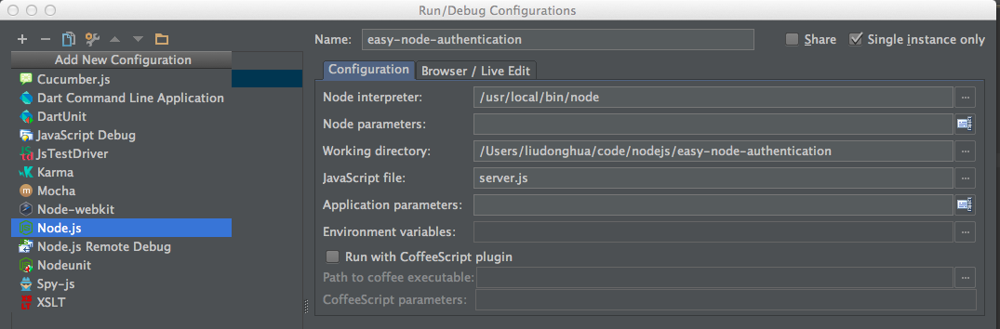 Run/Debug Configurations
Name: easy-node-authentication Share Single instance only
Add New Configuration
Cucumber.js
Dart Command Line Application
DartUnit
JavaScript Debug
JsTestDriver
Karma
Mocha
Node-webkit
Node.js
Node.js Remote Debug
Nodeunit
Spy-js
XSLT
Configuration Browser / Live Edit
Node interpreter: /usr/local/bin/node ...
Node parameters:
Working directory: /Users/liudonghua/code/nodejs/easy-node-authentication ...
JavaScript file: server.js ...
Application parameters:
Environment variables: ...
Run with CoffeeScript plugin
Path to coffee executable: ...
CoffeeScript parameters: